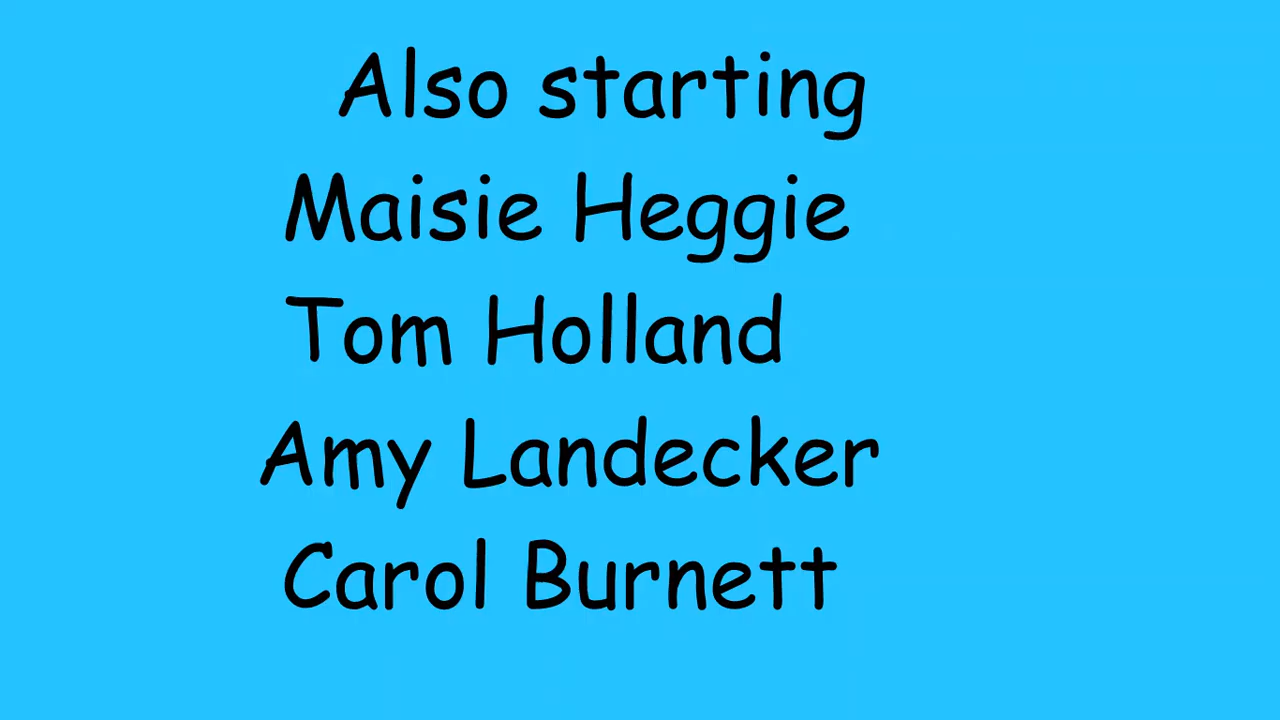 Also starting
Maisie Heggie
Tom Holland
Amy Landecker
Carol Burnett